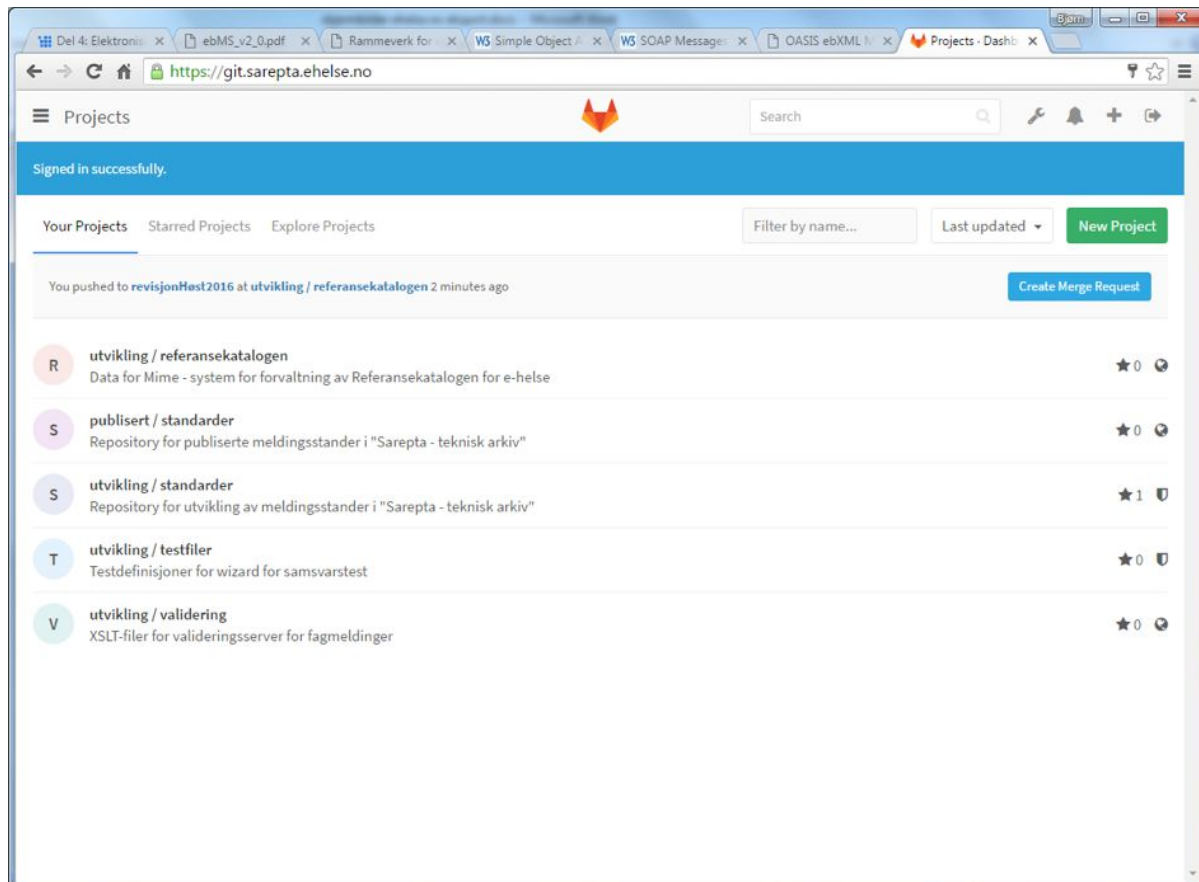 Bjørn
Del 4: Elektronis
ebMS_v2_0.pdf
Rammeverk for
W3 Simple Object A
W3 SOAP Message
OASIS ebXML M
Projects · Dashb
https://git.sarepta.ehelse.no
Projects
Search
Signed in successfully.
Your Projects Starred Projects Explore Projects
Filter by name...
Last updated
New Project
You pushed to revisjonHøst2016 at utvikling / referansekatalogen 2 minutes ago
Create Merge Request
R
utvikling / referansekatalogen
Data for Mime - system for forvaltning av Referansekatalogen for e-helse
0
S
publisert / standarder
Repository for publiserte meldingsstander i "Sarepta - teknisk arkiv"
0
S
utvikling / standarder
Repository for utvikling av meldingsstander i "Sarepta - teknisk arkiv"
1
T
utvikling / testfiler
Testdefinisjoner for wizard for samsvarstest
0
V
utvikling / validering
XSLT-filer for valideringsserver for fagmeldinger
0